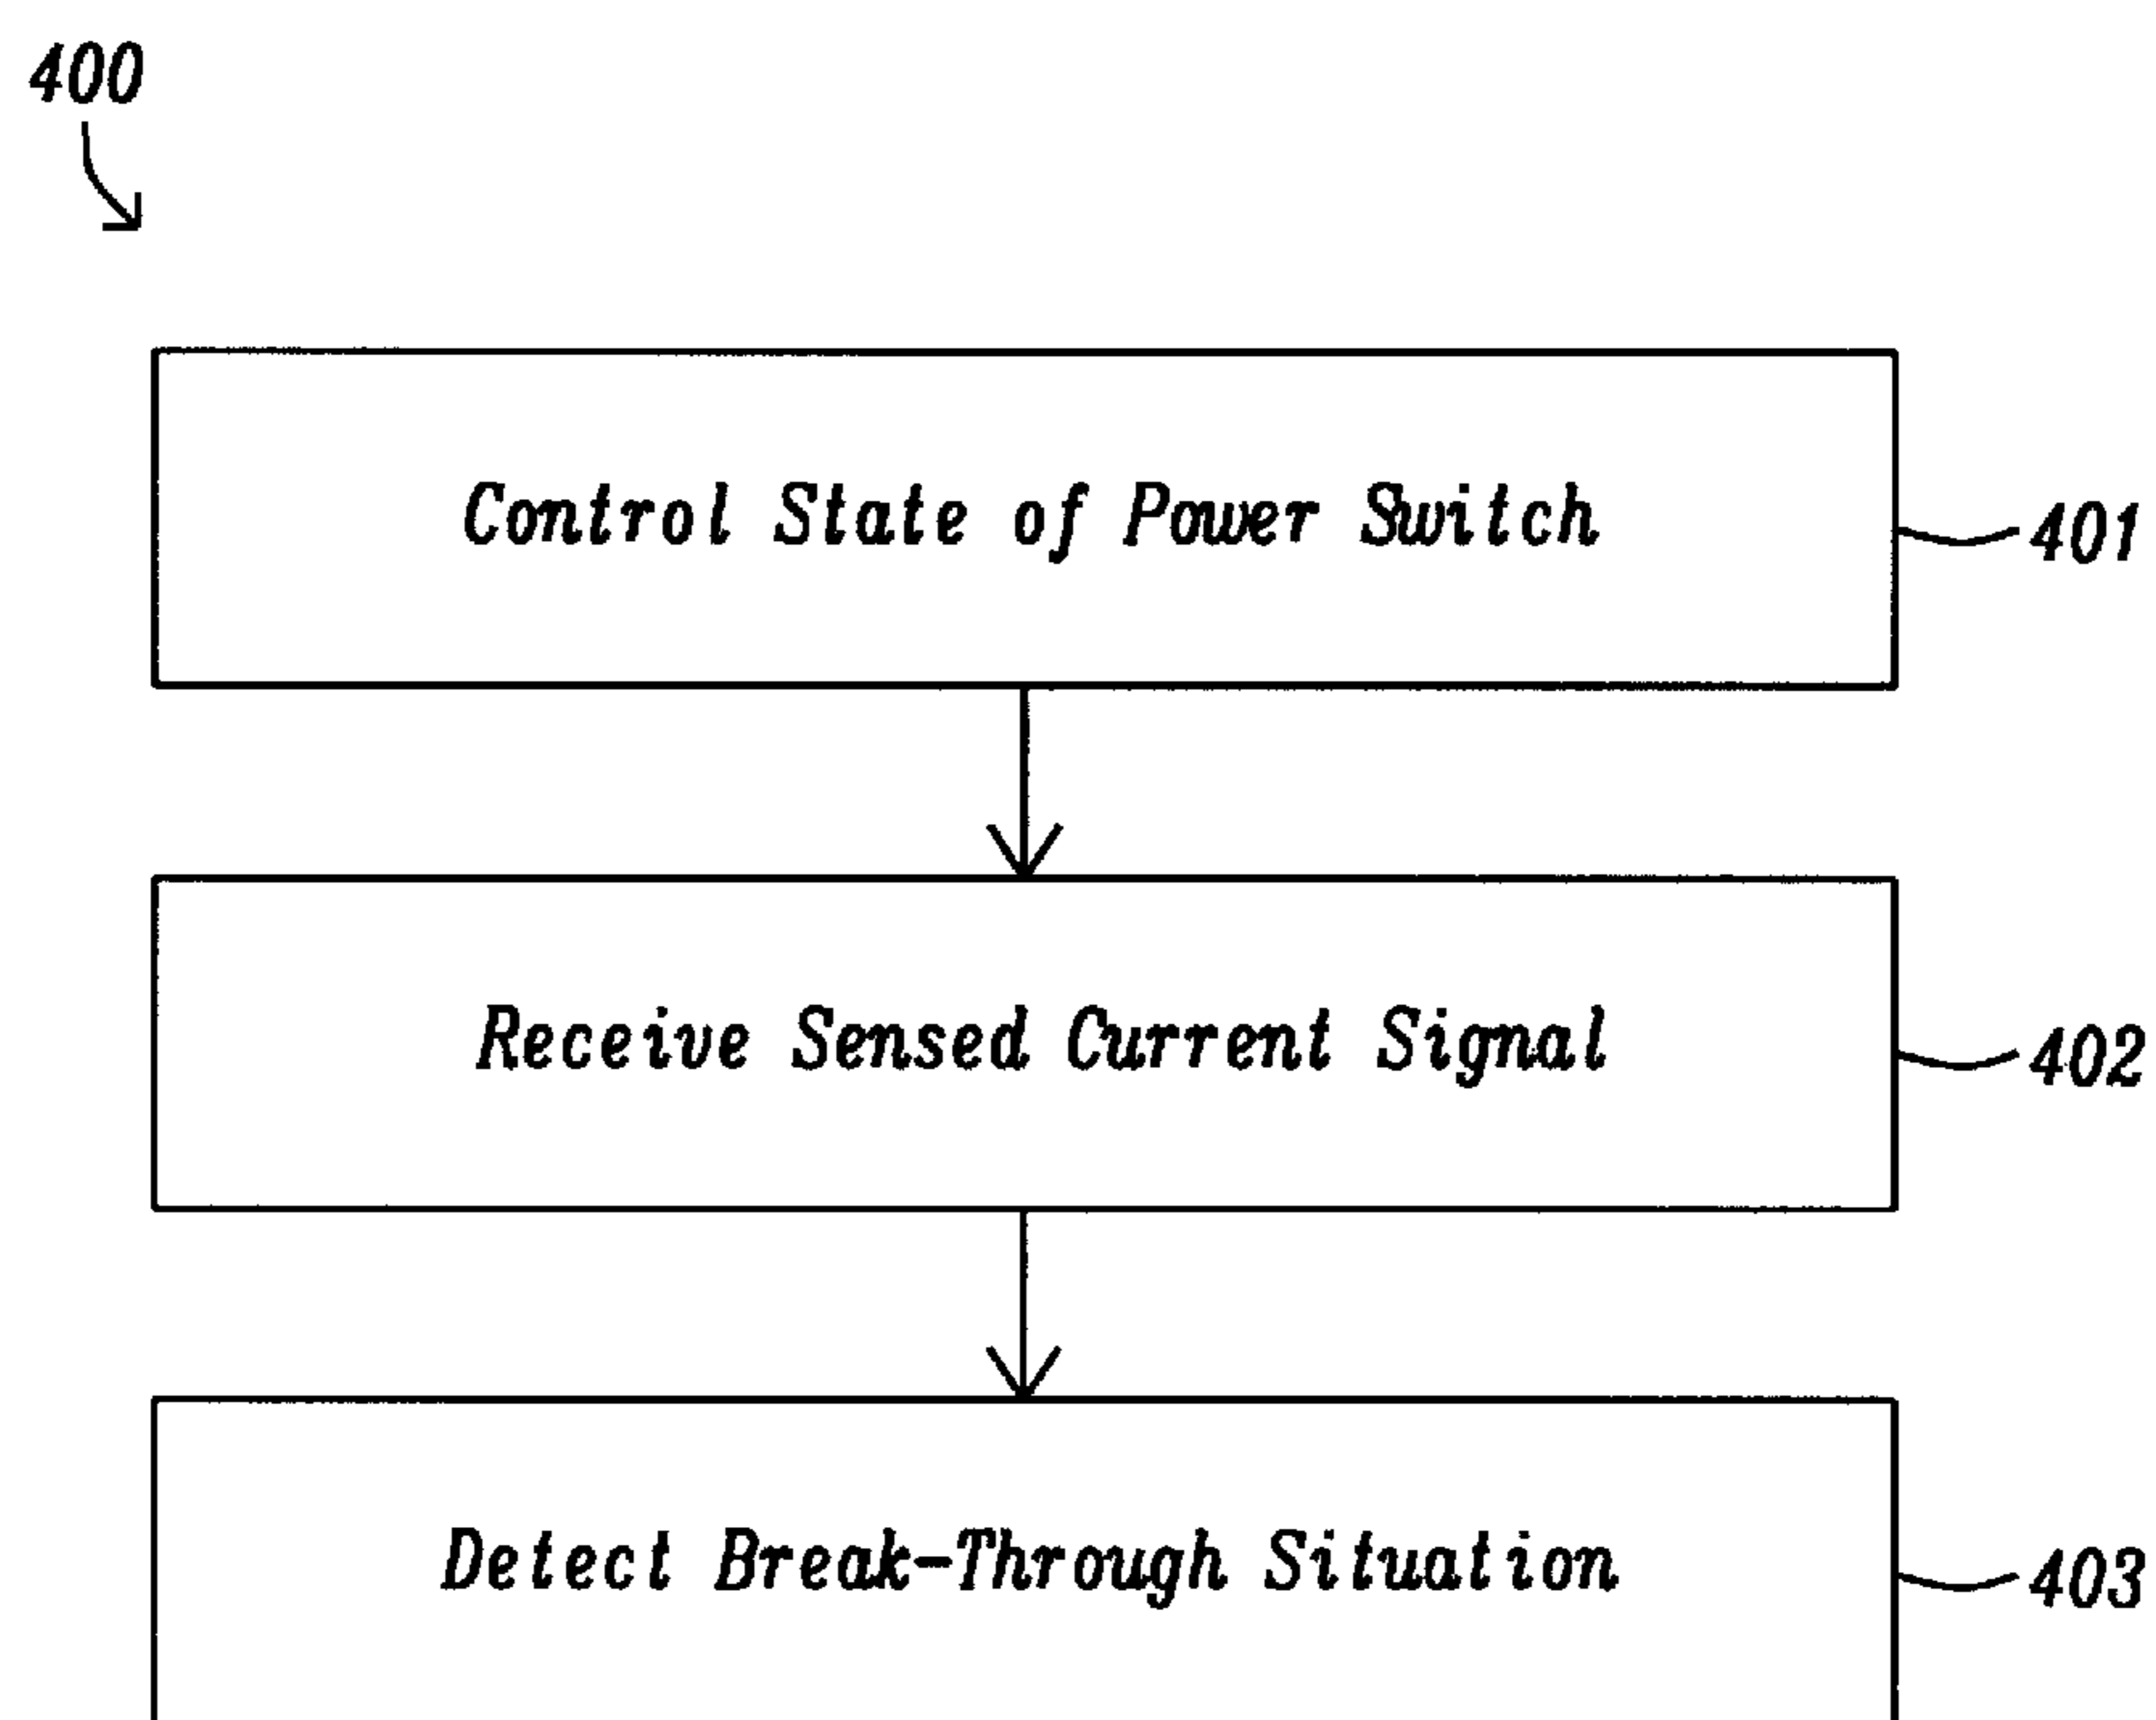 400
Control State of Power Switch
401
Receive Sensed Current Signal
402
Detect Break-Through Situation
403